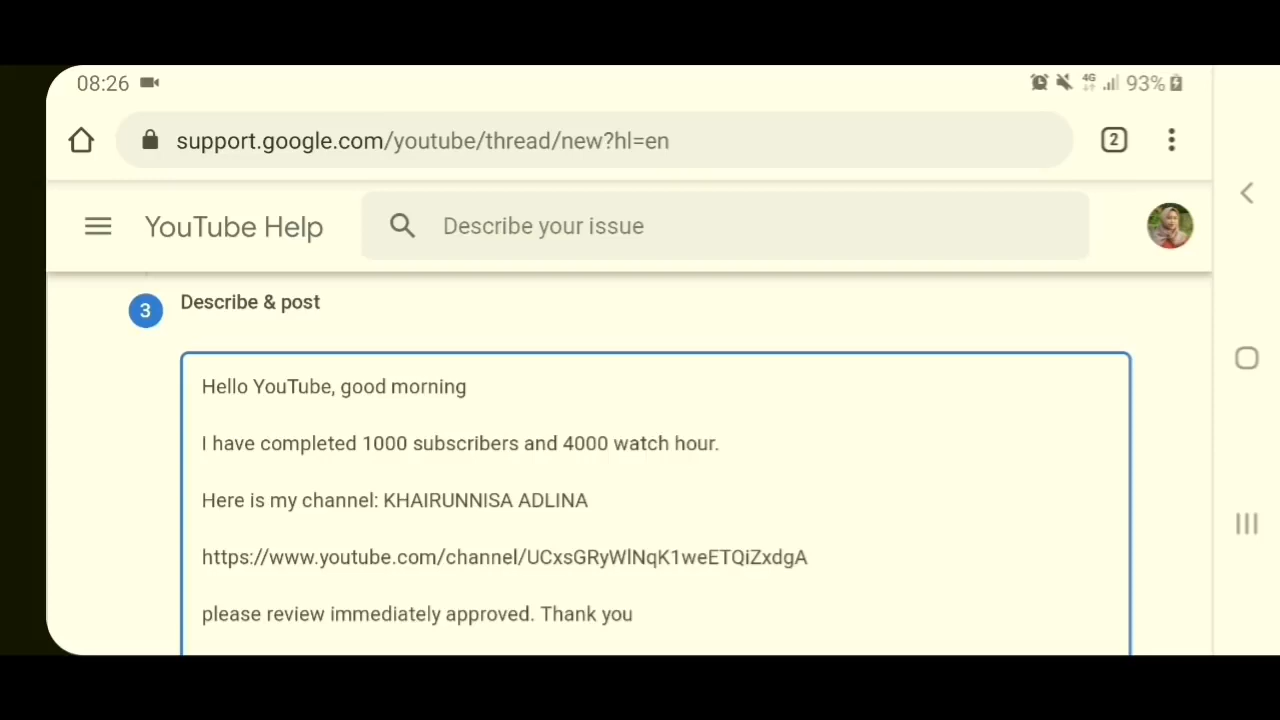 08:26 4G 93%
support.google.com/youtube/thread/new?hl=en 2
YouTube Help Describe your issue
3 Describe & post
Hello YouTube, good morning
I have completed 1000 subscribers and 4000 watch hour.
Here is my channel: KHAIRUNNISA ADLINA
https://www.youtube.com/channel/UCxsGRyWlNqK1weETQiZxdgA
please review immediately approved. Thank you